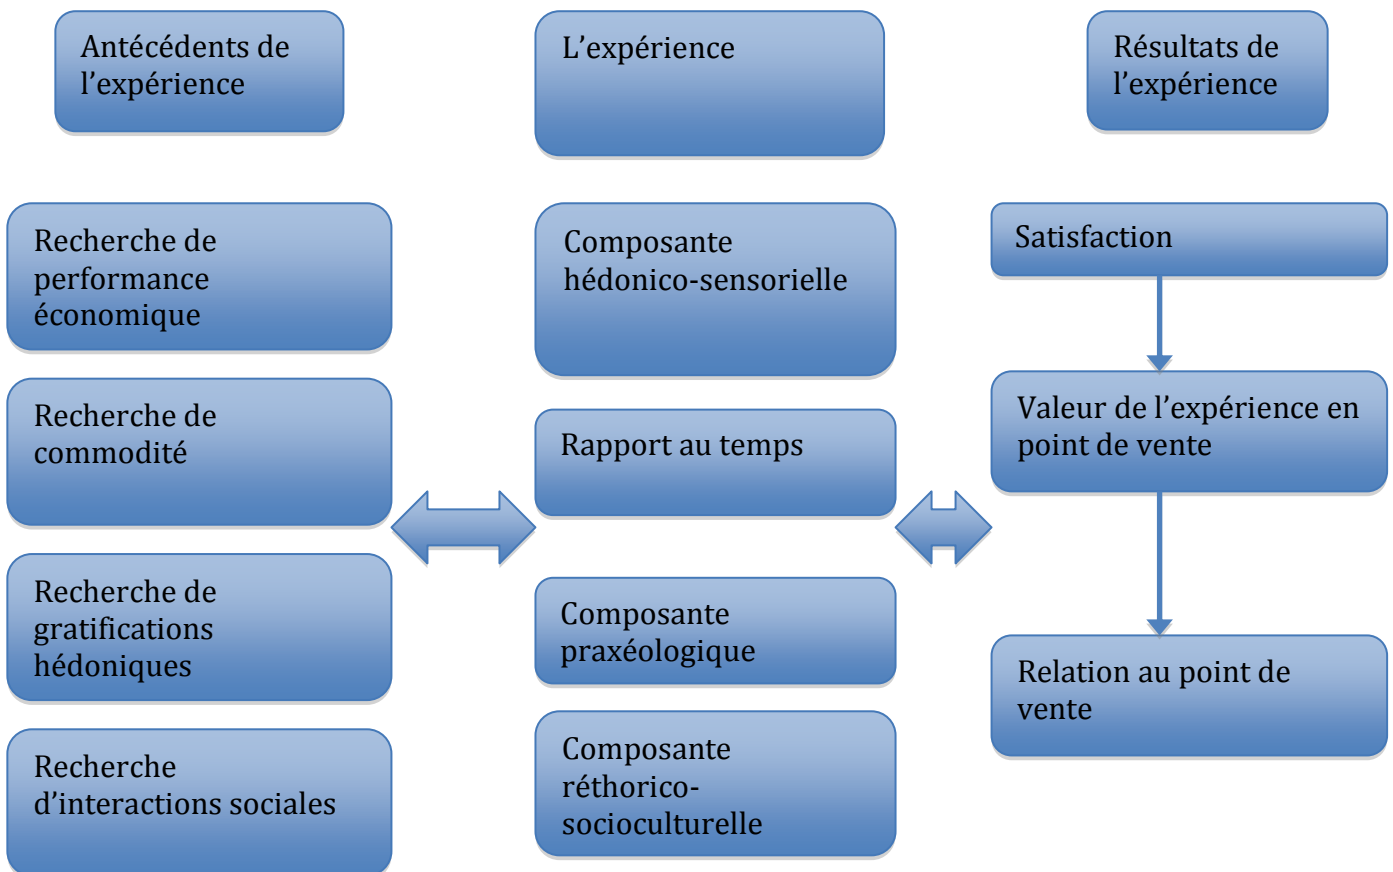 Antécédents de
l’expérience
L’expérience
Résultats de
l’expérience
Recherche de
performance
économique
Recherche de
commodité
Recherche de
gratifications
hédoniques
Recherche
d’interactions sociales
Composante
hédonico-sensorielle
Rapport au temps
Composante
praxéologique
Composante
réthorico-
socioculturelle
Satisfaction
Valeur de l’expérience en
point de vente
Relation au point de
vente